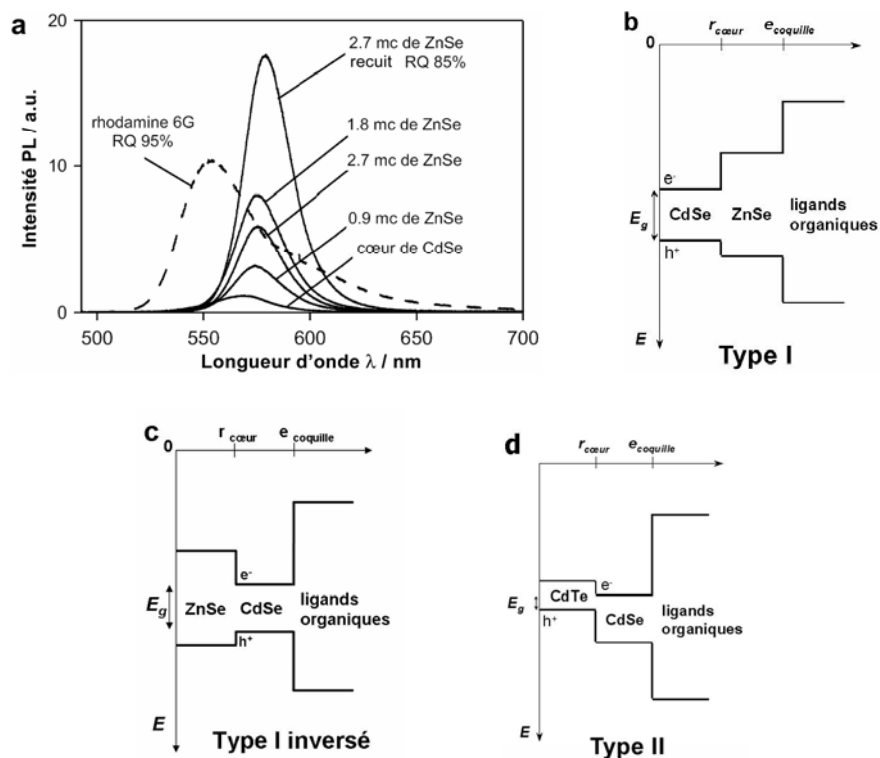 a
20
10
0
Intensité PL / a.u.
rhodamine 6G
RQ 95%
2.7 mc de ZnSe
recuit RQ 85%
1.8 mc de ZnSe
2.7 mc de ZnSe
0.9 mc de ZnSe
cœur de CdSe
500 550 600 650 700
Longueur d'onde λ / nm
b
0
r cœur e coquille
e-
Eg
CdSe ZnSe ligands
organiques
h+
E
Type I
c
0
r cœur e coquille
e-
Eg
ZnSe CdSe ligands
organiques
h+
E
Type I inversé
d
r cœur e coquille
e-
CdTe
Eg
h+
CdSe ligands
organiques
E
Type II